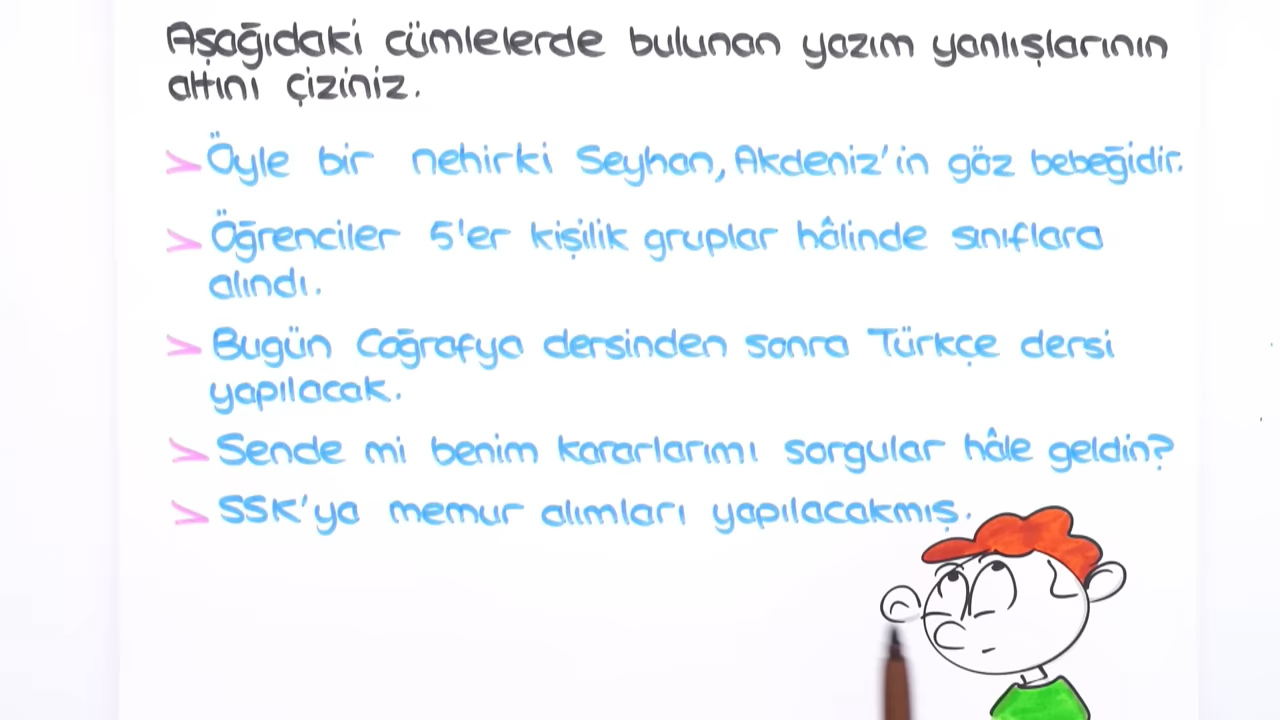 Aşağıdaki cümlelerde bulunan yazım yanlışlarının
altını çiziniz.
> Öyle bir nehirki Seyhan, Akdeniz'in göz bebeğidir.
> Öğrenciler 5'er kişilik gruplar hâlinde sınıflara
alındı.
> Bugün Coğrafya dersinden sonra Türkçe dersi
yapılacak.
> Sende mi benim kararlarımı sorgular hâle geldin?
> SSK'ya memur alımları yapılacakmış.